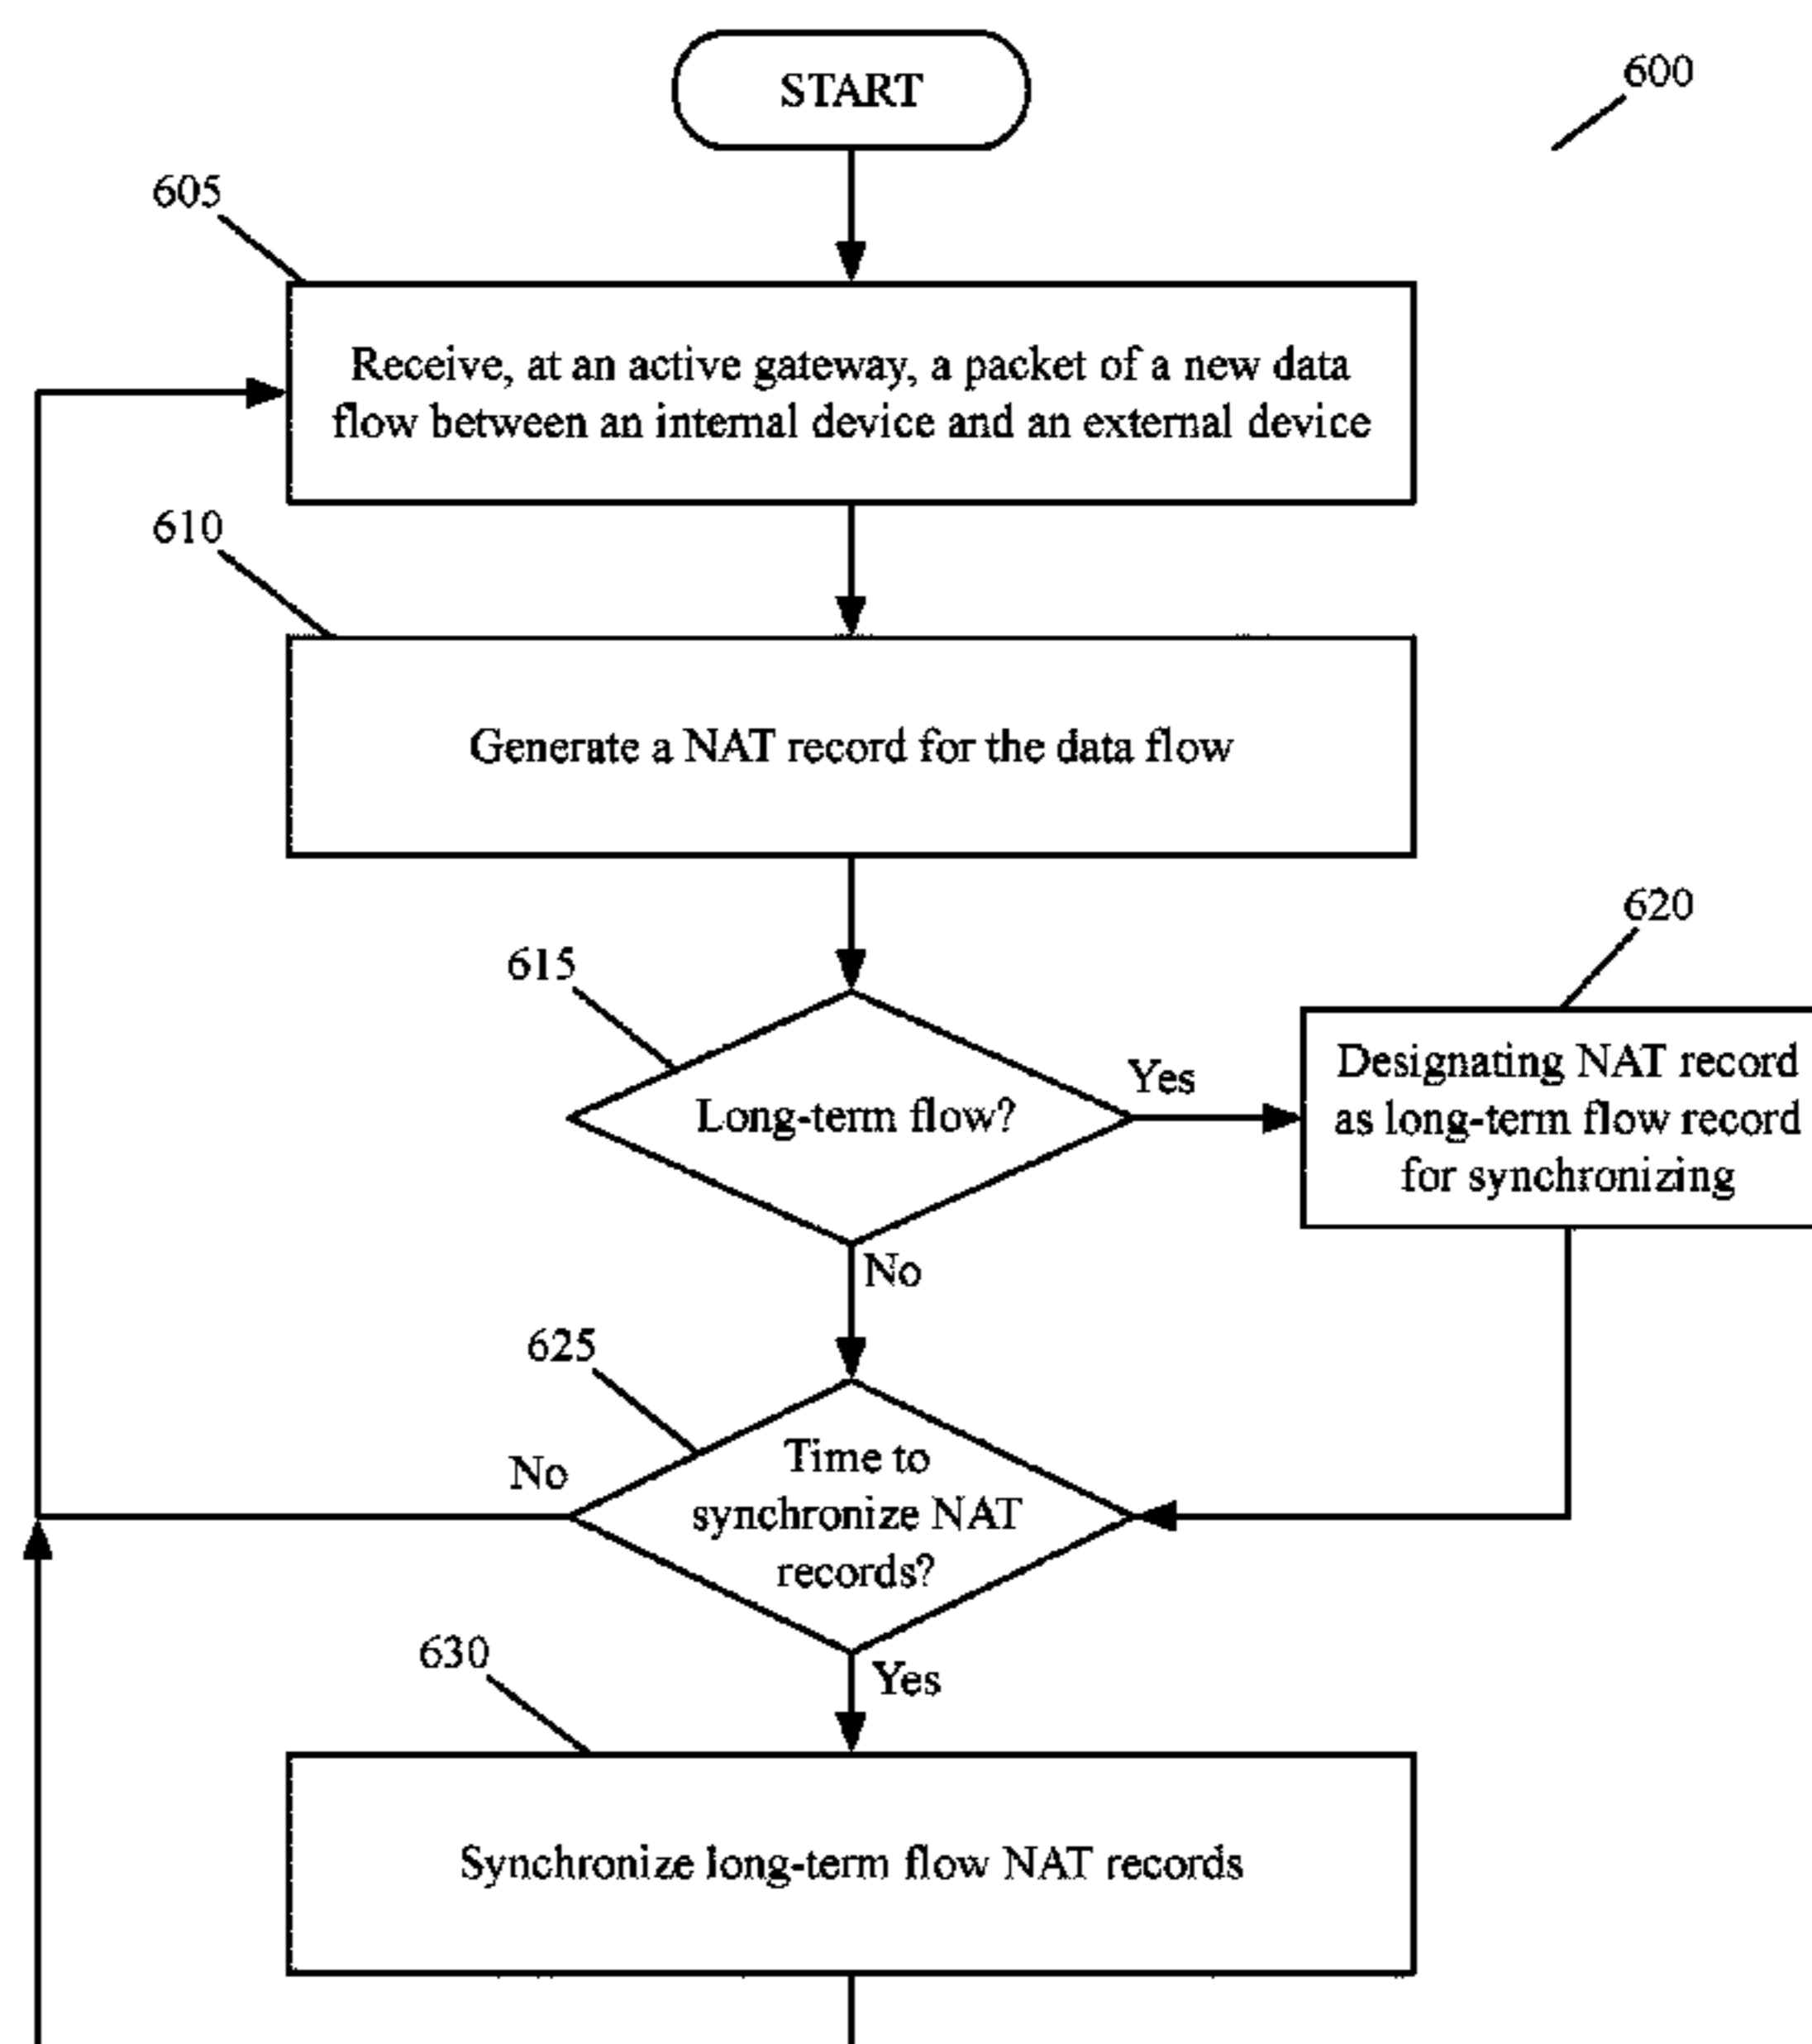 START
600
605
Receive, at an active gateway, a packet of a new data
flow between an internal device and an external device
610
Generate a NAT record for the data flow
615
Long-term flow?
Yes
620
Designating NAT record
as long-term flow record
for synchronizing
No
625
Time to
synchronize NAT
records?
No
Yes
630
Synchronize long-term flow NAT records